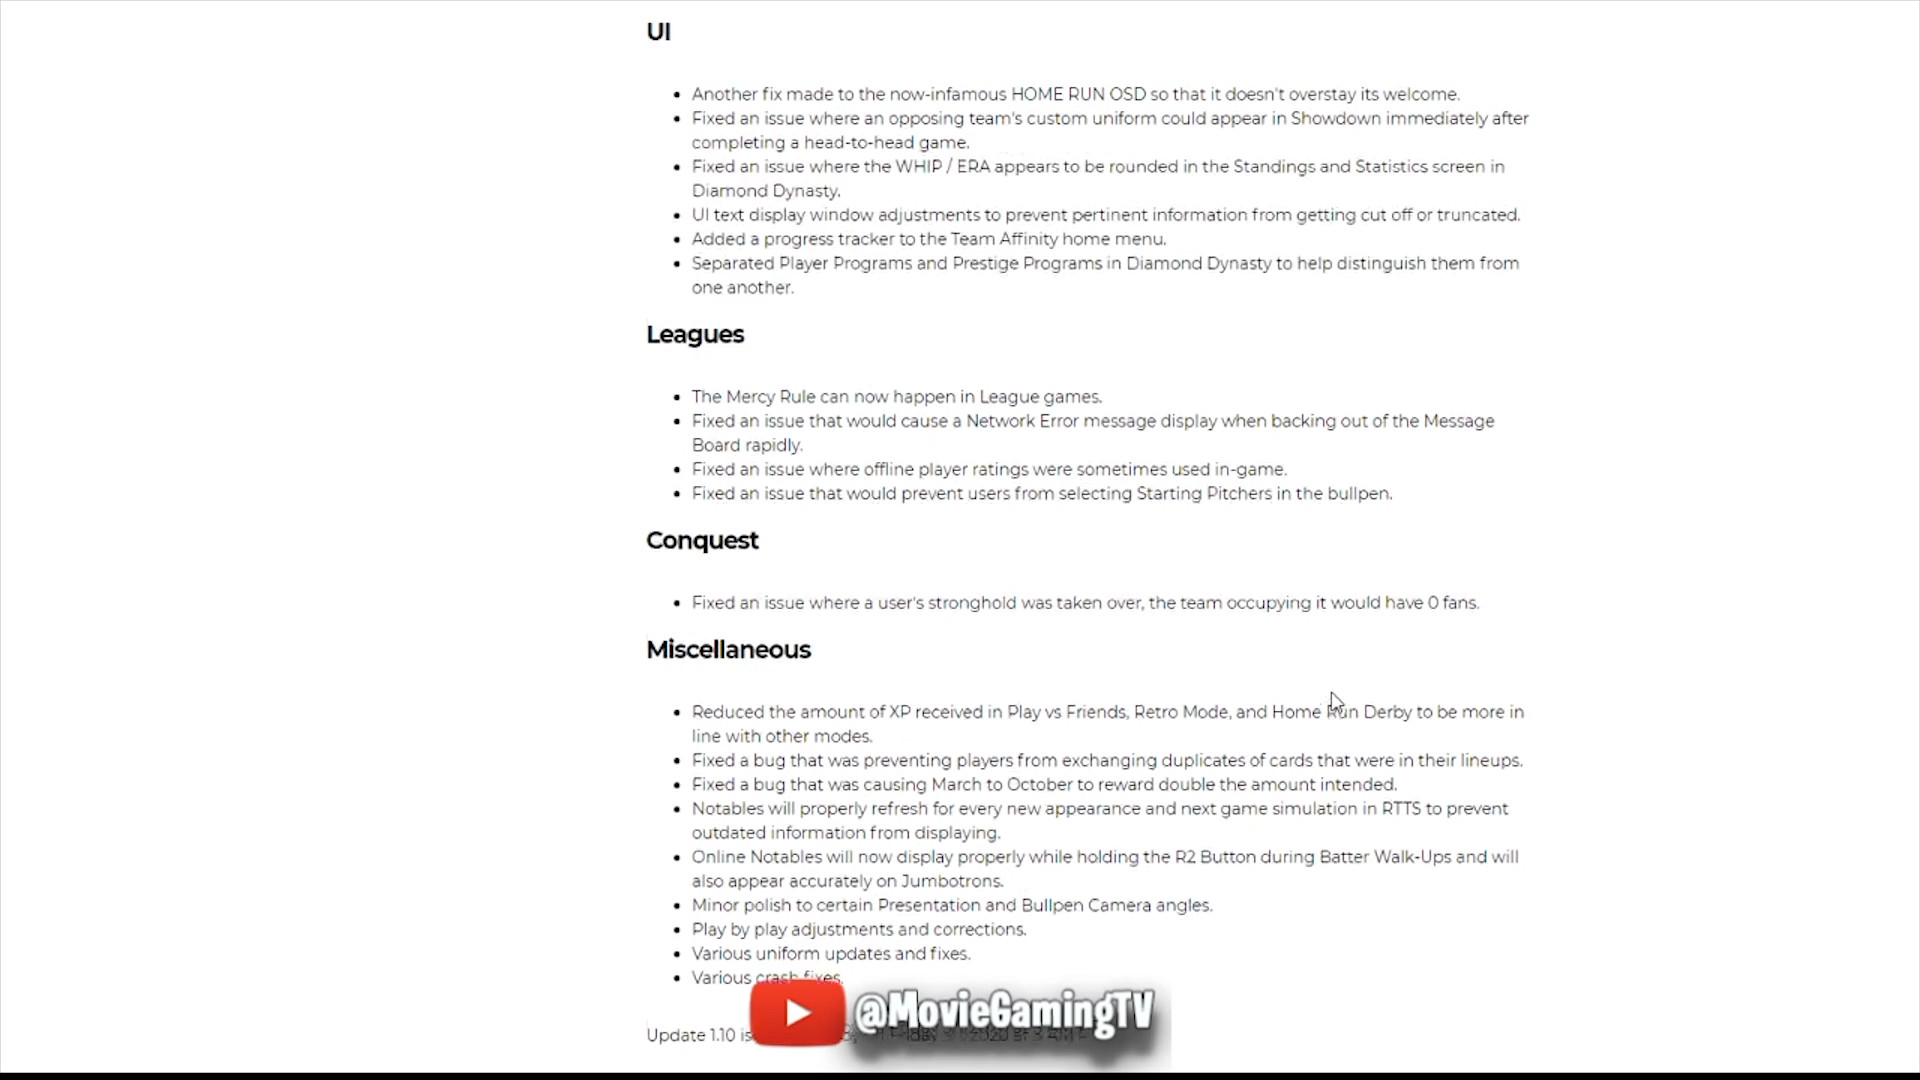 UI
Another fix made to the now-infamous HOME RUN OSD so that it doesn't overstay its welcome.
Fixed an issue where an opposing team's custom uniform could appear in Showdown immediately after
completing a head-to-head game.
Fixed an issue where the WHIP / ERA appears to be rounded in the Standings and Statistics screen in
Diamond Dynasty.
UI text display window adjustments to prevent pertinent information from getting cut off or truncated.
Added a progress tracker to the Team Affinity home menu.
Separated Player Programs and Prestige Programs in Diamond Dynasty to help distinguish them from
one another.
Leagues
The Mercy Rule can now happen in League games.
Fixed an issue that would cause a Network Error message display when backing out of the Message
Board rapidly.
Fixed an issue where offline player ratings were sometimes used in-game.
Fixed an issue that would prevent users from selecting Starting Pitchers in the bullpen.
Conquest
Fixed an issue where a user's stronghold was taken over, the team occupying it would have 0 fans.
Miscellaneous
Reduced the amount of XP received in Play vs Friends, Retro Mode, and Home Run Derby to be more in
line with other modes.
Fixed a bug that was preventing players from exchanging duplicates of cards that were in their lineups.
Fixed a bug that was causing March to October to reward double the amount intended.
Notables will properly refresh for every new appearance and next game simulation in RTTS to prevent
outdated information from displaying.
Online Notables will now display properly while holding the R2 Button during Batter Walk-Ups and will
also appear accurately on Jumbotrons.
Minor polish to certain Presentation and Bullpen Camera angles.
Play by play adjustments and corrections.
Various uniform updates and fixes.
Various crash fixes.
@MovieGamingTV
Update 1.10 is